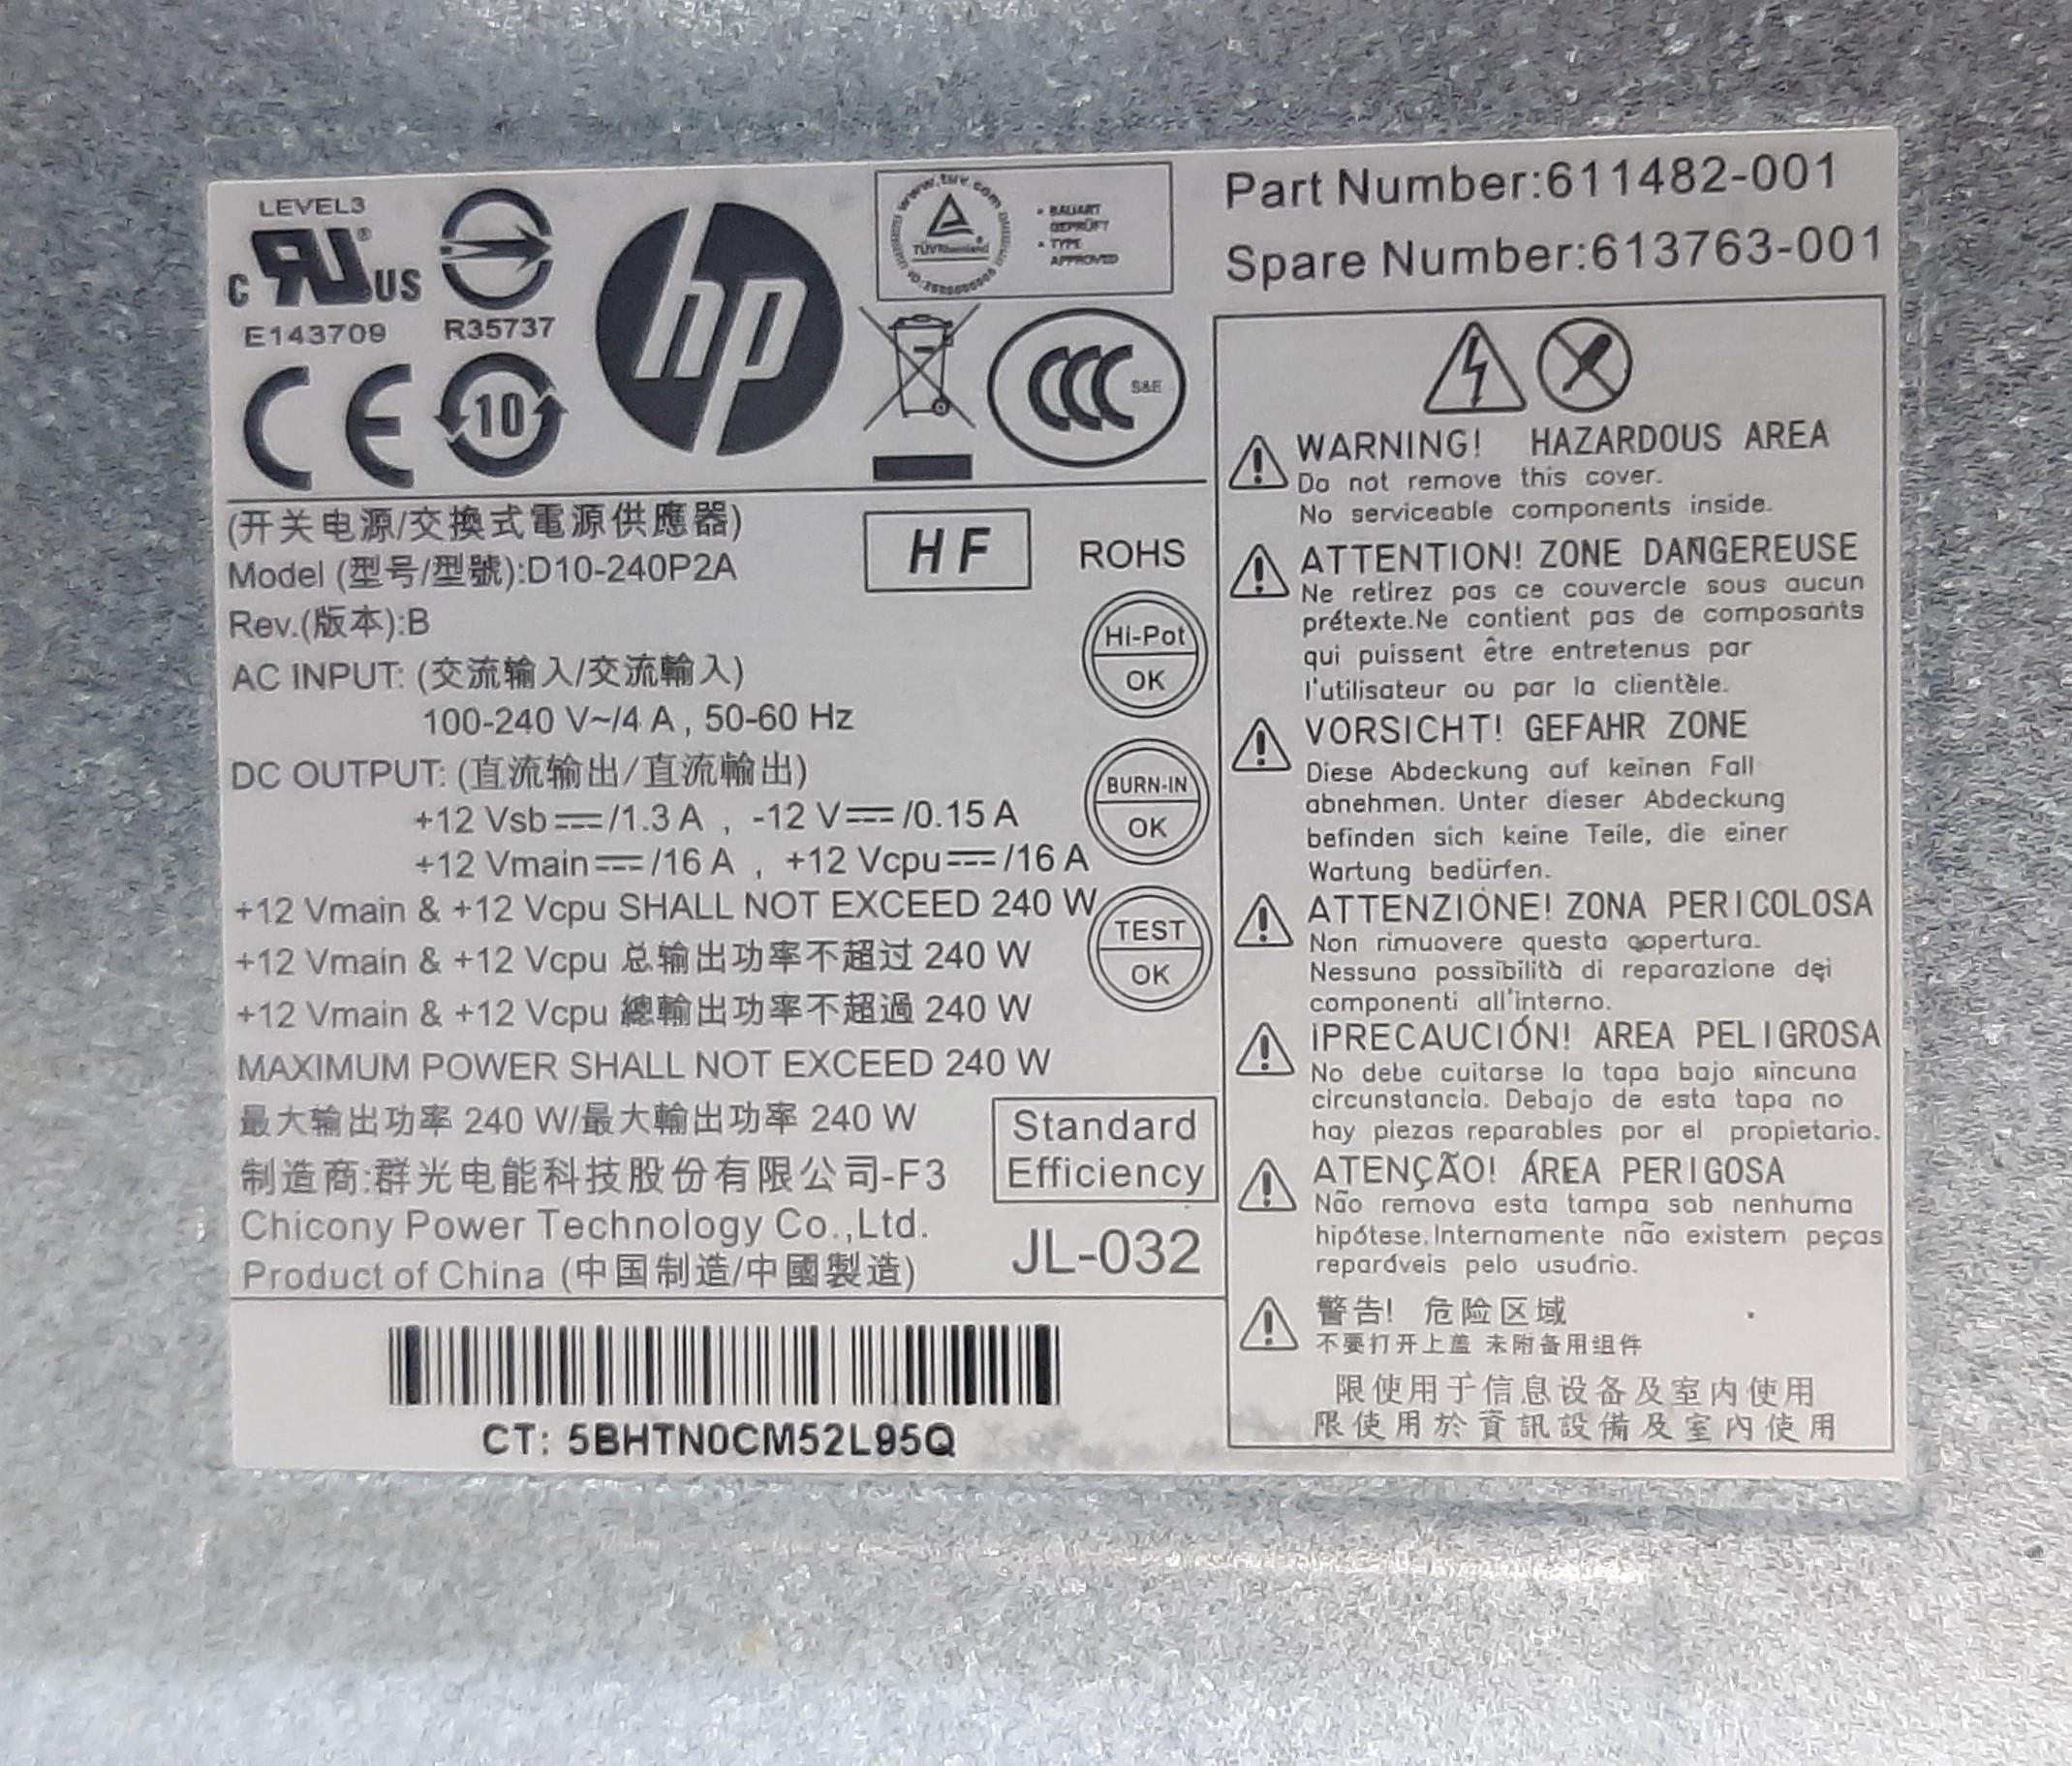 LEVEL3
c RU® US
E143709
R35737
CE
10
hp
www.tuv.com
TÜVRheinland®
• BAUART
GEPRÜFT
• TYPE
APPROVED
CCC S&E
Part Number:611482-001
Spare Number:613763-001
(开关电源/交換式電源供應器)
Model (型号/型號):D10-240P2A
HF
ROHS
Rev.(版本):B
Hi-Pot
OK
AC INPUT: (交流输入/交流輸入)
100-240 V~/4 A , 50-60 Hz
DC OUTPUT: (直流输出/直流輸出)
BURN-IN
OK
+12 Vsb⎓/1.3 A , -12 V⎓/0.15 A
+12 Vmain⎓/16 A , +12 Vcpu⎓/16 A
+12 Vmain & +12 Vcpu SHALL NOT EXCEED 240 W
TEST
OK
+12 Vmain & +12 Vcpu 总输出功率不超过 240 W
+12 Vmain & +12 Vcpu 總輸出功率不超過 240 W
MAXIMUM POWER SHALL NOT EXCEED 240 W
最大输出功率 240 W/最大輸出功率 240 W
Standard
Efficiency
制造商:群光电能科技股份有限公司-F3
Chicony Power Technology Co.,Ltd.
JL-032
Product of China (中国制造/中國製造)
CT: 5BHTN0CM52L95Q
WARNING! HAZARDOUS AREA
Do not remove this cover.
No serviceable components inside.
ATTENTION! ZONE DANGEREUSE
Ne retirez pas ce couvercle sous aucun
prétexte.Ne contient pas de composants
qui puissent être entretenus par
l'utilisateur ou par la clientèle.
VORSICHT! GEFAHR ZONE
Diese Abdeckung auf keinen Fall
abnehmen. Unter dieser Abdeckung
befinden sich keine Teile, die einer
Wartung bedürfen.
ATTENZIONE! ZONA PERICOLOSA
Non rimuovere questa copertura.
Nessuna possibilità di reparazione dei
componenti all'interno.
¡PRECAUCIÓN! AREA PELIGROSA
No debe cuitarse la tapa bajo nincuna
circunstancia. Debajo de esta tapa no
hay piezas reparables por el propietario.
ATENÇÃO! ÁREA PERIGOSA
Não remova esta tampa sob nenhuma
hipótese.Internamente não existem peças
reparáveis pelo usuário.
警告! 危险区域
不要打开上盖 未附备用组件
限使用于信息设备及室内使用
限使用於資訊設備及室內使用